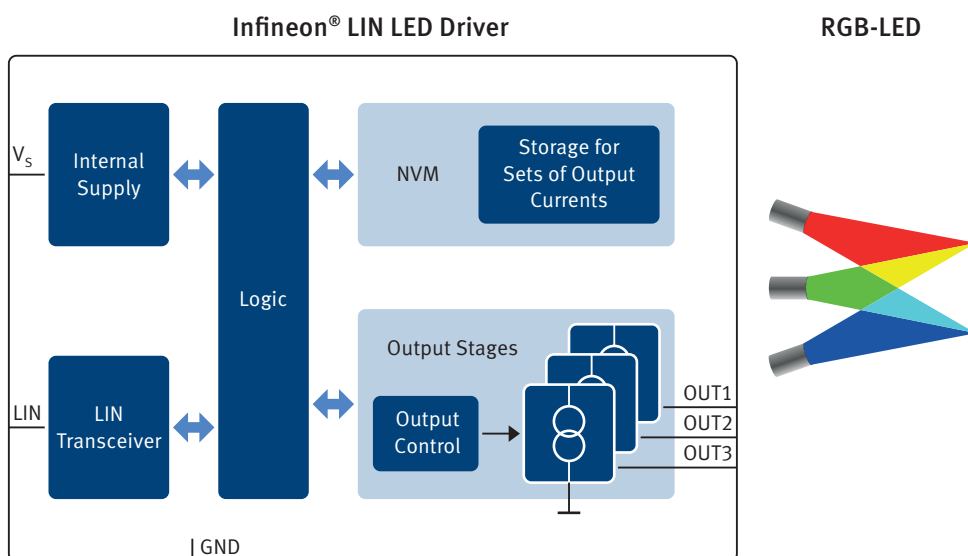 Infineon® LIN LED Driver
RGB-LED
VS
Internal
Supply
NVM
Storage for
Sets of Output
Currents
Logic
Output Stages
Output
Control
LIN
LIN
Transceiver
OUT1
OUT2
OUT3
GND